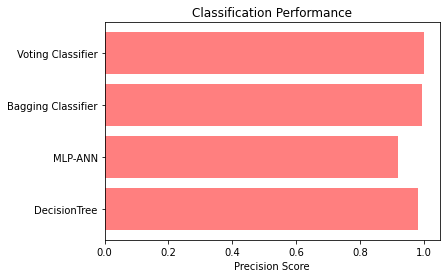 Classification Performance
Voting Classifier
Bagging Classifier
MLP-ANN
DecisionTree
0.0 0.2 0.4 0.6 0.8 1.0
Precision Score